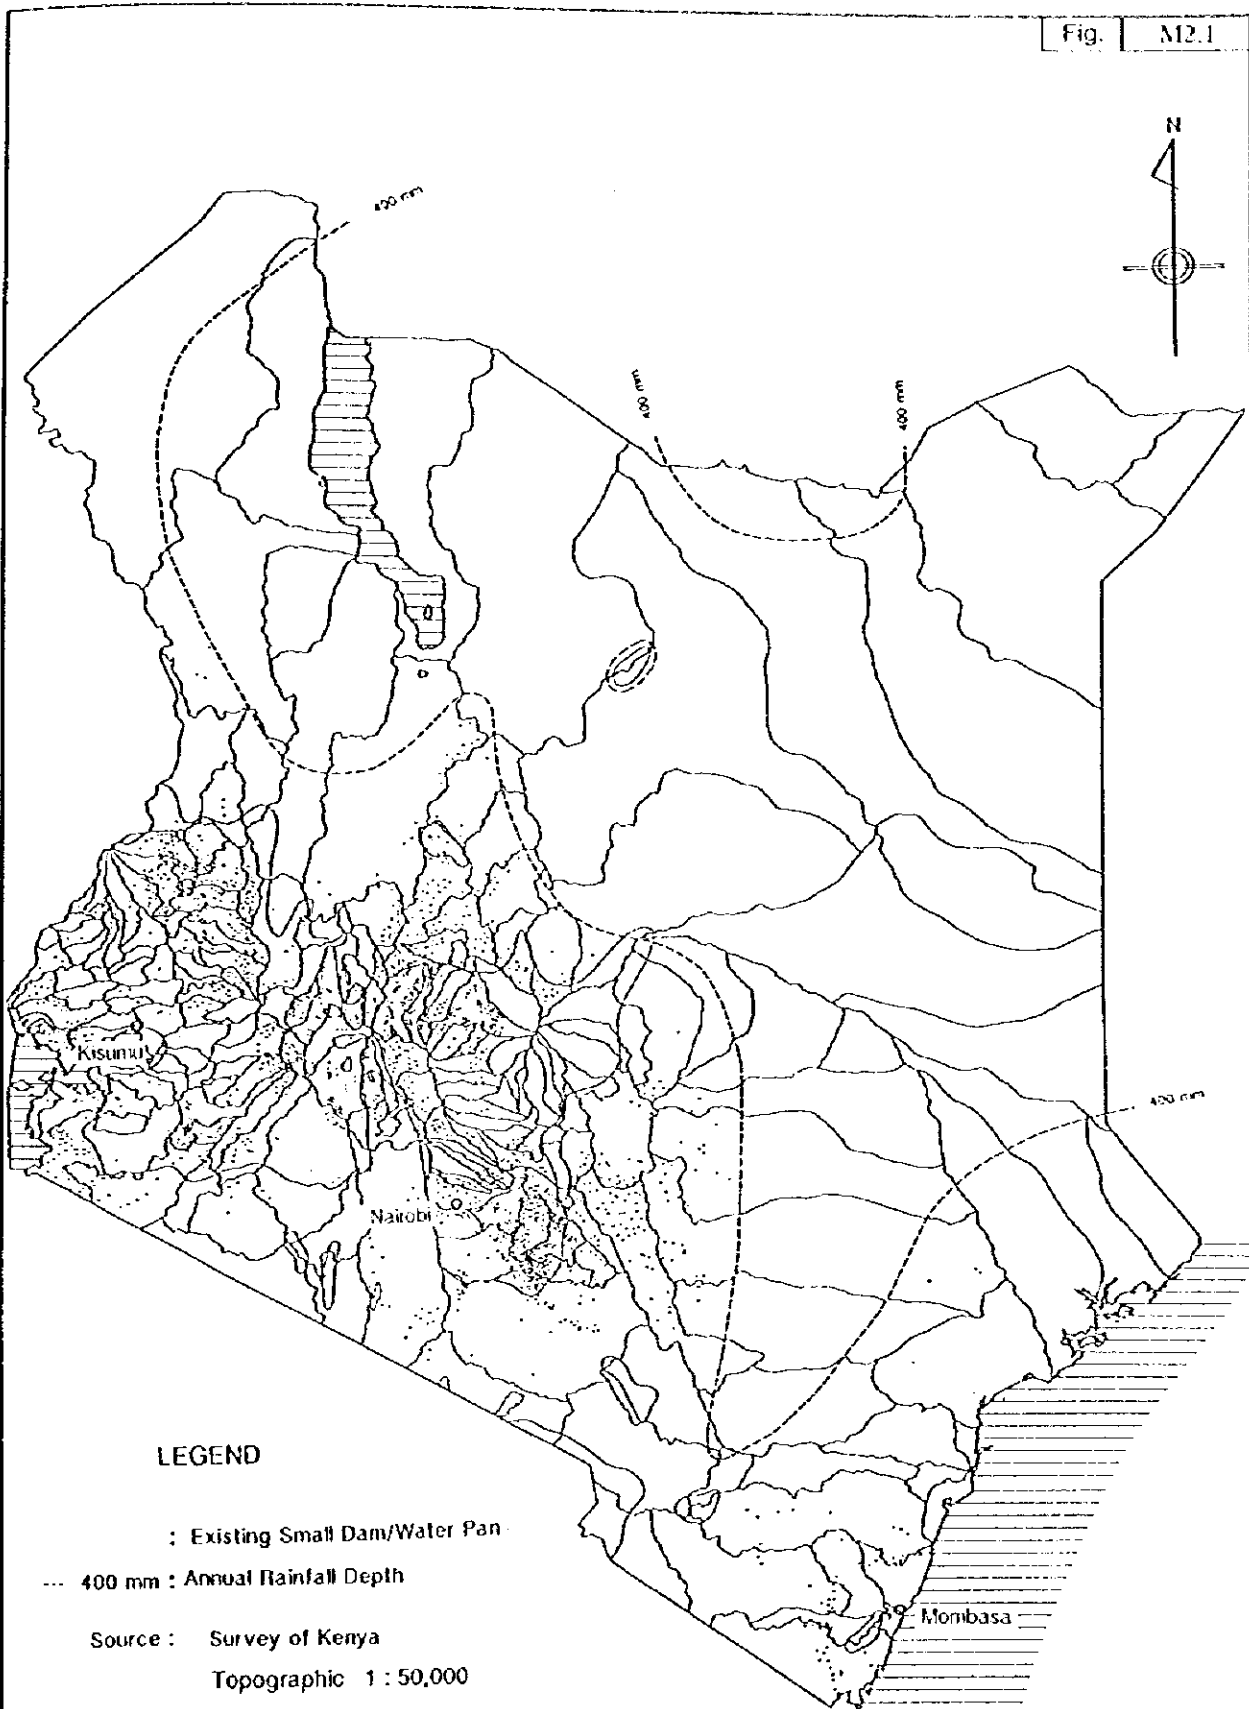 Fig. M2.1
N
400 mm
400 mm
400 mm
400 mm
Kisumu
Nairobi
Mombasa
LEGEND
: Existing Small Dam/Water Pan
--- 400 mm : Annual Rainfall Depth
Source : Survey of Kenya
Topographic 1 : 50,000